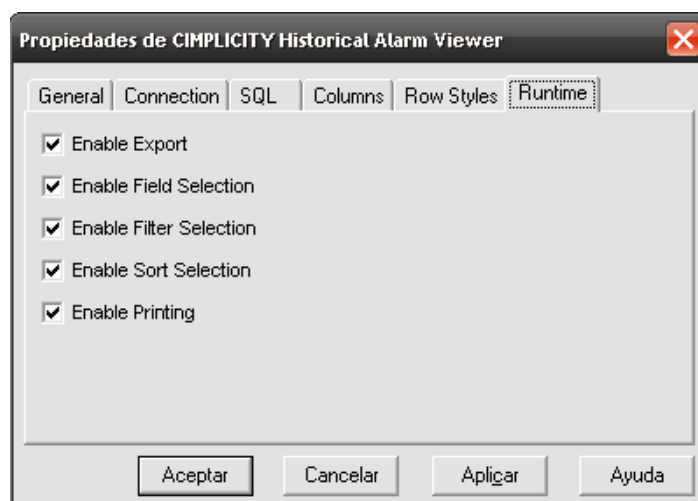 Propiedades de CIMPLICITY Historical Alarm Viewer
General Connection SQL Columns Row Styles Runtime
Enable Export
Enable Field Selection
Enable Filter Selection
Enable Sort Selection
Enable Printing
Aceptar Cancelar Aplicar Ayuda